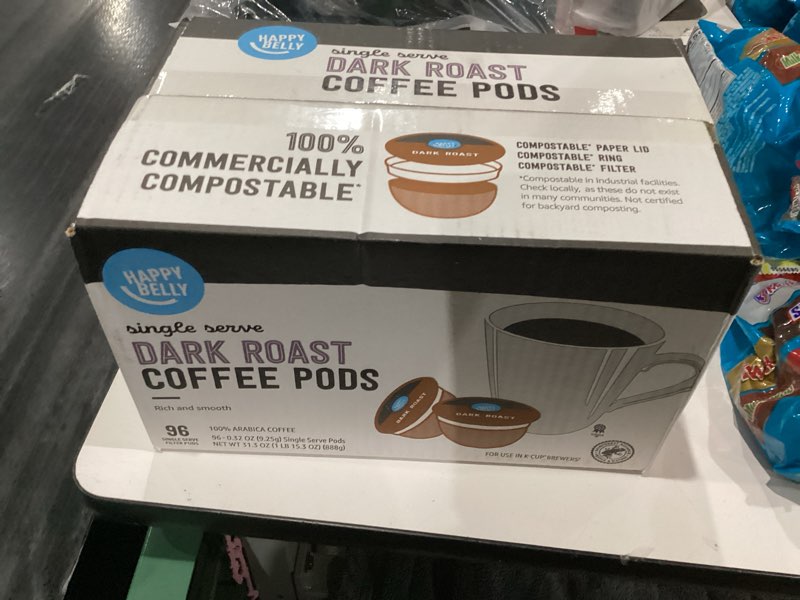 HAPPY
BELLY
single serve
DARK ROAST
COFFEE PODS
100%
COMMERCIALLY
COMPOSTABLE*
DARK ROAST
COMPOSTABLE* PAPER LID
COMPOSTABLE* RING
COMPOSTABLE* FILTER
*Compostable in industrial facilities.
Check locally, as these do not exist
in many communities. Not certified
for backyard composting.
HAPPY
BELLY
single serve
DARK ROAST
COFFEE PODS
Rich and smooth
DARK ROAST
DARK ROAST
96
SINGLE SERVE
FILTER PODS
100% ARABICA COFFEE
96-0.32 OZ (9.25g) Single Serve Pods
NET WT 31.3 OZ (1 LB 15.3 OZ) (888g)
FOR USE IN K-CUP® BREWERS*